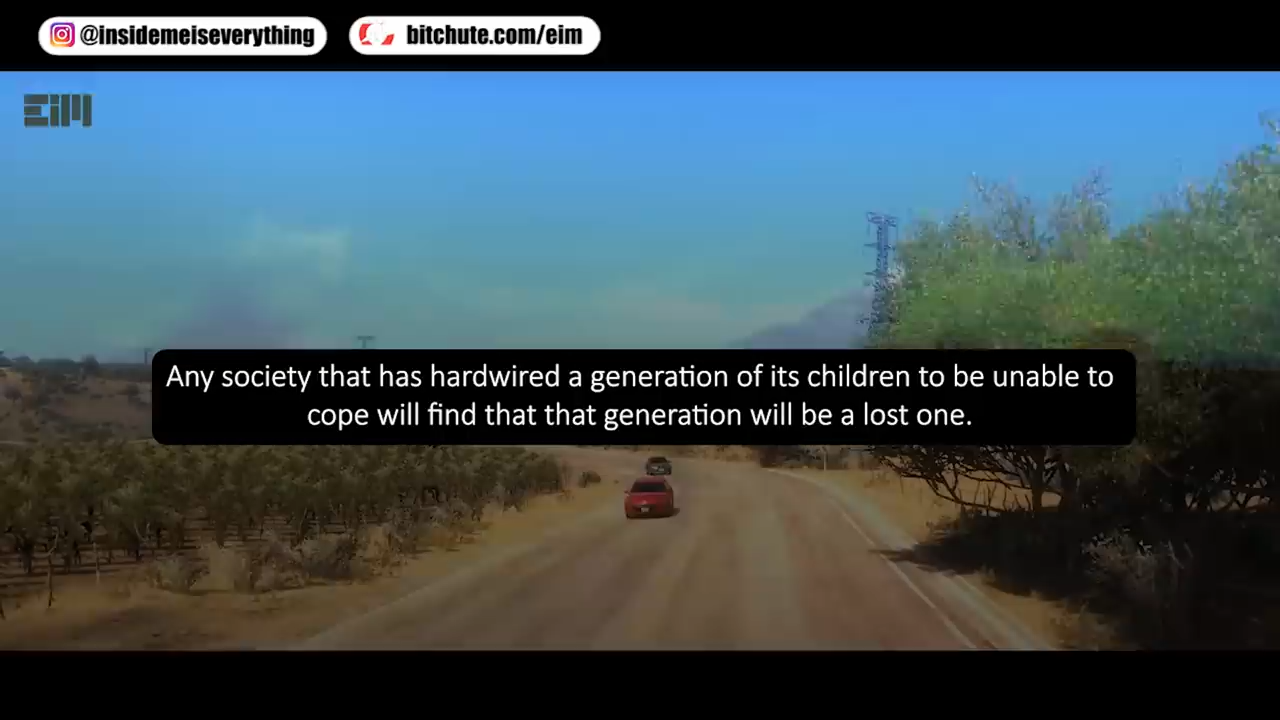 @insidemeiseverything
bitchute.com/eim
EiM
Any society that has hardwired a generation of its children to be unable to
cope will find that that generation will be a lost one.